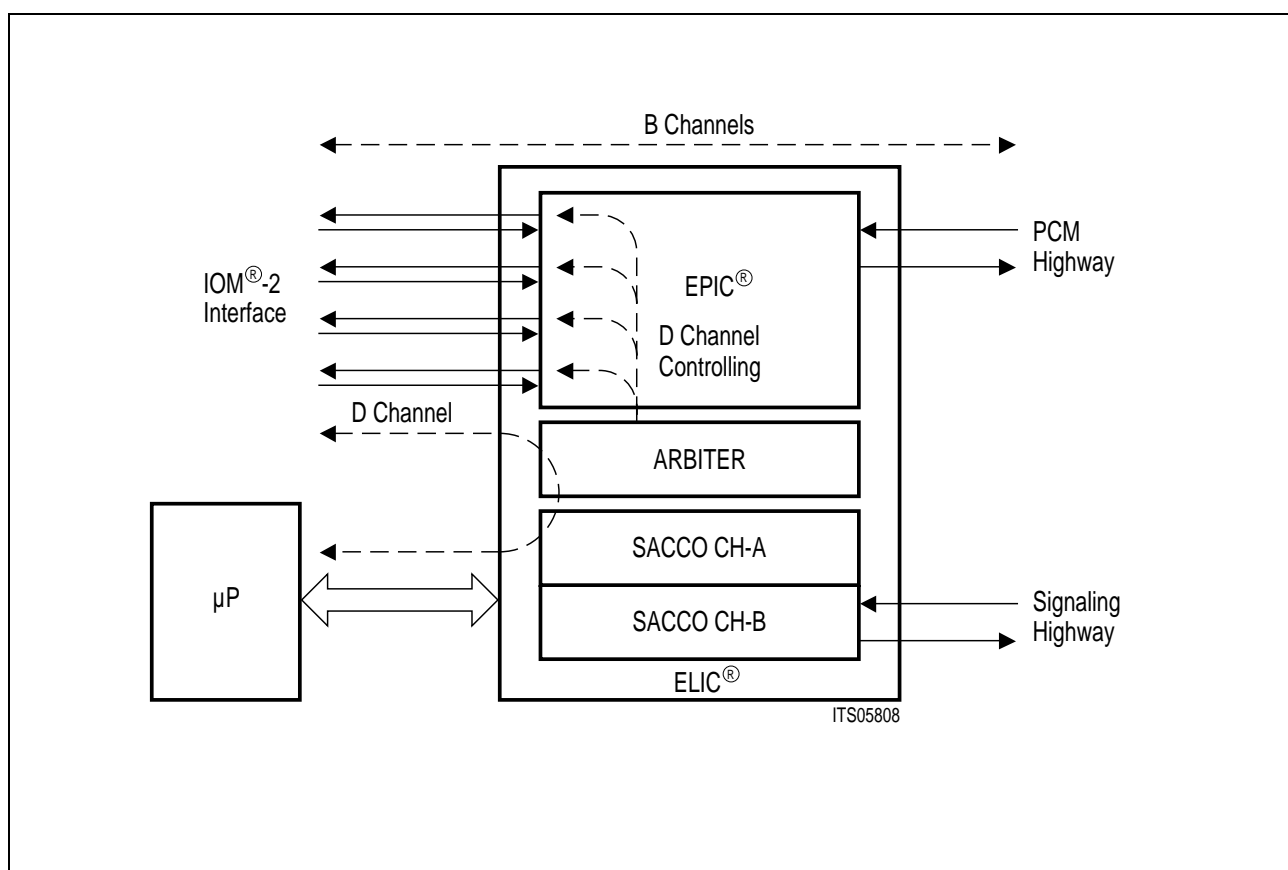 B Channels
IOM®-2
Interface
PCM
Highway
EPIC®
D Channel
Controlling
D Channel
ARBITER
SACCO CH-A
SACCO CH-B
µP
Signaling
Highway
ELIC®
ITS05808